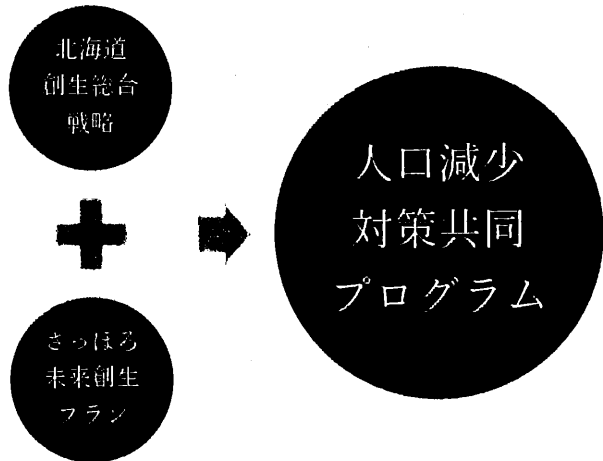 北海道
創生総合
戦略
さっぽろ
未来創生
プラン
人口減少
対策共同
プログラム